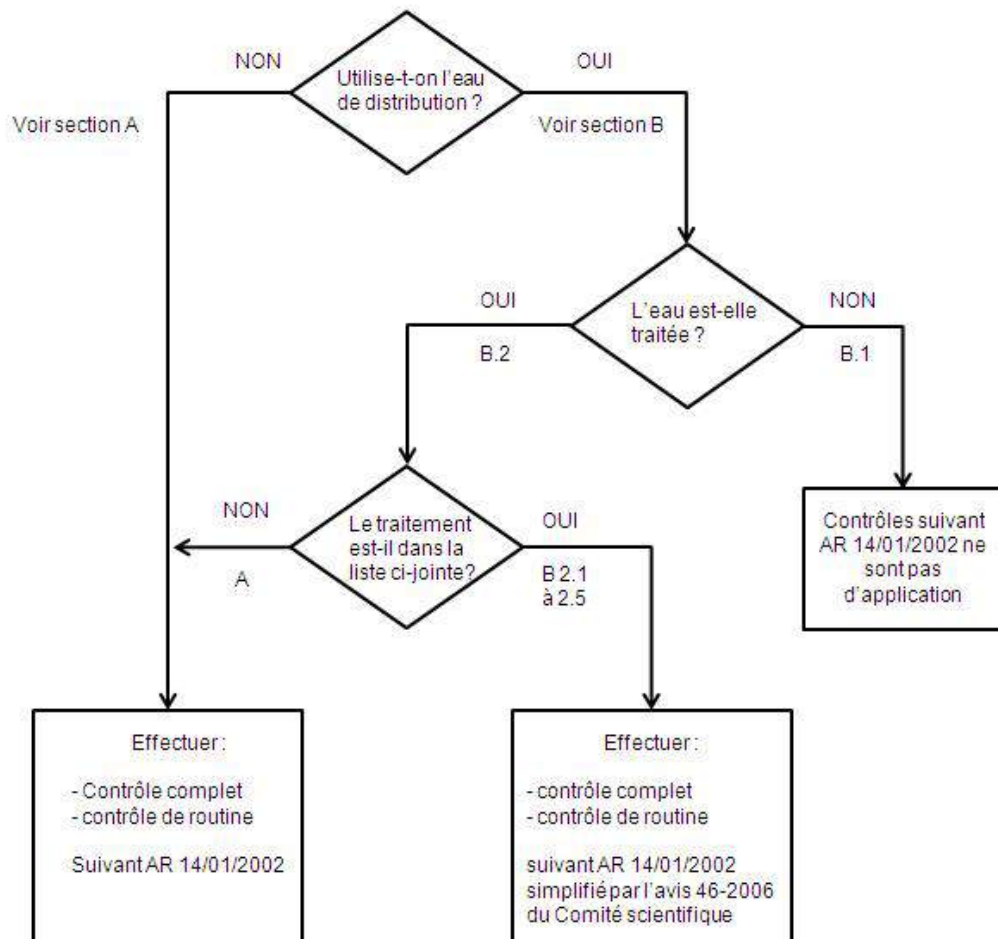 NON
Utilise-t-on l'eau
de distribution ?
OUI
Voir section A
Voir section B
OUI
L'eau est-elle
traitée ?
NON
B.2
B.1
NON
Le traitement
est-il dans la
liste ci-jointe?
OUI
A
B 2.1
à 2.5
Contrôles suivant
AR 14/01/2002 ne
sont pas
d'application
Effectuer :
- Contrôle complet
- contrôle de routine
Suivant AR 14/01/2002
Effectuer :
- contrôle complet
- contrôle de routine
suivant AR 14/01/2002
simplifié par l'avis 46-2006
du Comité scientifique